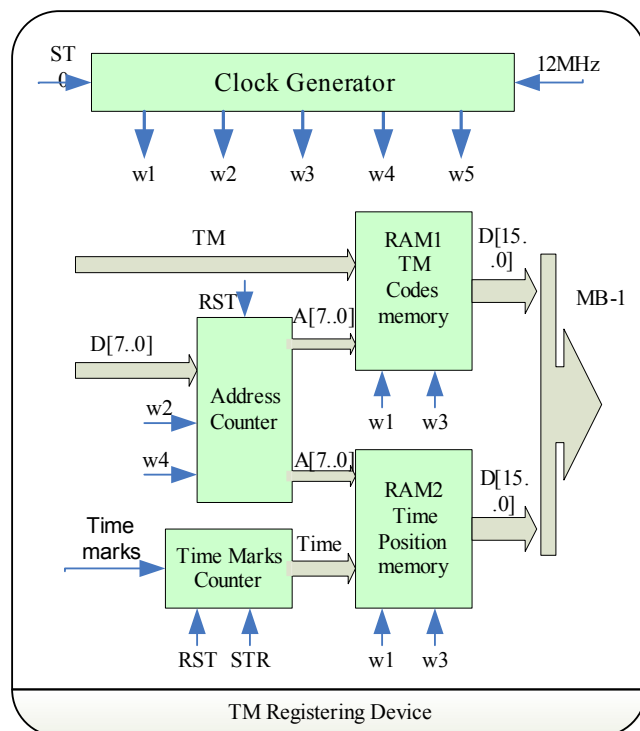 ST
0
Clock Generator
12MHz
w1
w2
w3
w4
w5
TM
RAM1
TM
Codes
memory
D[15.
.0]
MB-1
RST
A[7..0]
D[7..0]
Address
Counter
w2
w4
w1
w3
A[7..0]
RAM2
Time
Position
memory
D[15.
.0]
Time
marks
Time Marks
Counter
Time
RST
STR
w1
w3
TM Registering Device